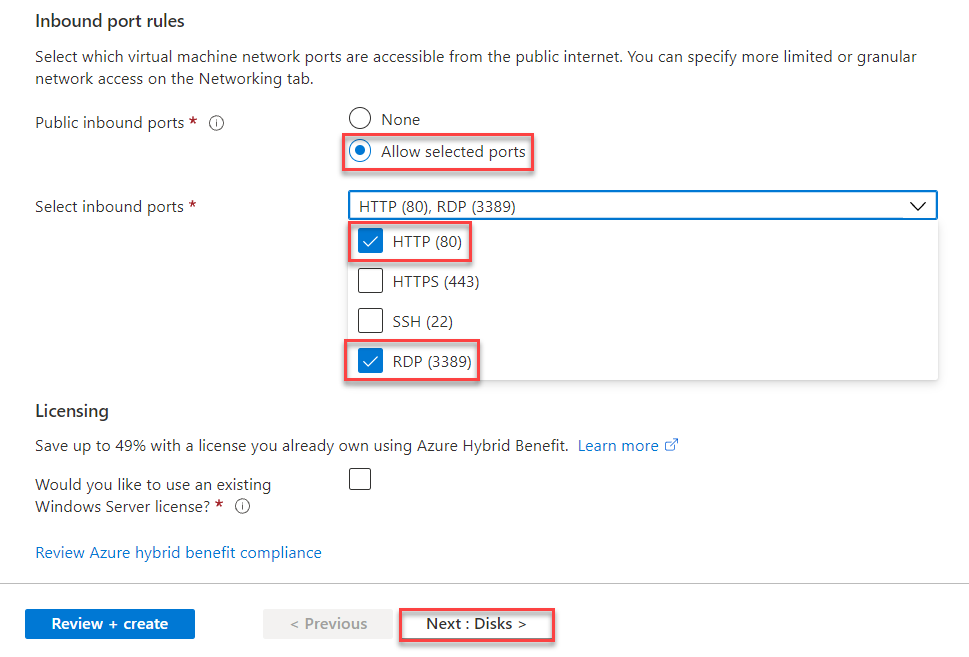 Inbound port rules
Select which virtual machine network ports are accessible from the public internet. You can specify more limited or granular
network access on the Networking tab.
Public inbound ports *
None
Allow selected ports
Select inbound ports *
HTTP (80), RDP (3389)
HTTP (80)
HTTPS (443)
SSH (22)
RDP (3389)
Licensing
Save up to 49% with a license you already own using Azure Hybrid Benefit. Learn more
Would you like to use an existing
Windows Server license? *
Review Azure hybrid benefit compliance
Review + create
< Previous
Next : Disks >